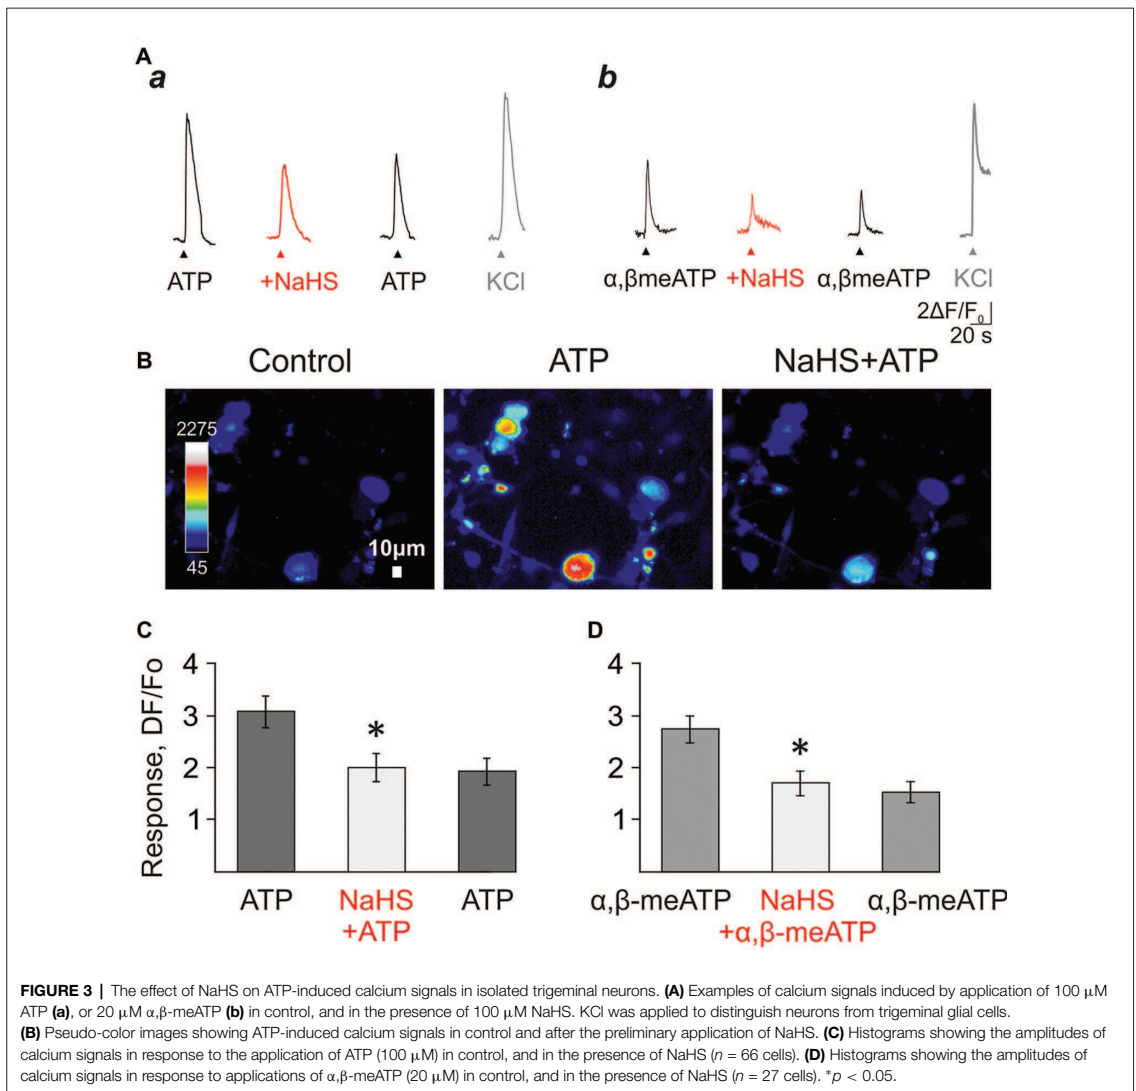 A
a
b
ATP
+NaHS
ATP
KCl
α,βmeATP
+NaHS
α,βmeATP
KCl
2ΔF/F₀
20 s
B
Control
ATP
NaHS+ATP
2275
45
10µm
C
D
Response, DF/Fo
4
3
2
1
4
3
2
1
ATP
NaHS
+ATP
ATP
α,β-meATP
NaHS
+α,β-meATP
α,β-meATP
*
*
FIGURE 3 | The effect of NaHS on ATP-induced calcium signals in isolated trigeminal neurons. (A) Examples of calcium signals induced by application of 100 µM
ATP (a), or 20 µM α,β-meATP (b) in control, and in the presence of 100 µM NaHS. KCl was applied to distinguish neurons from trigeminal glial cells.
(B) Pseudo-color images showing ATP-induced calcium signals in control and after the preliminary application of NaHS. (C) Histograms showing the amplitudes of
calcium signals in response to the application of ATP (100 µM) in control, and in the presence of NaHS (n = 66 cells). (D) Histograms showing the amplitudes of
calcium signals in response to applications of α,β-meATP (20 µM) in control, and in the presence of NaHS (n = 27 cells). *p < 0.05.